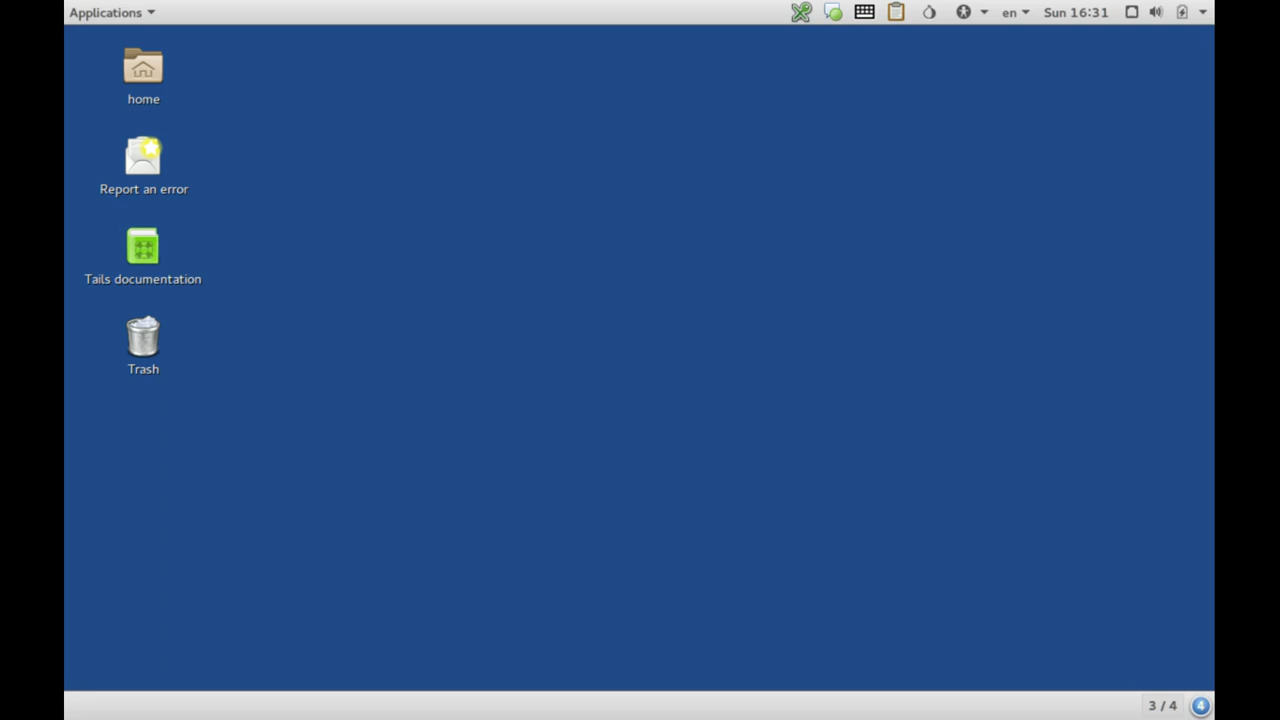 Applications
en
Sun 16:31
home
Report an error
Tails documentation
Trash
3 / 4
4